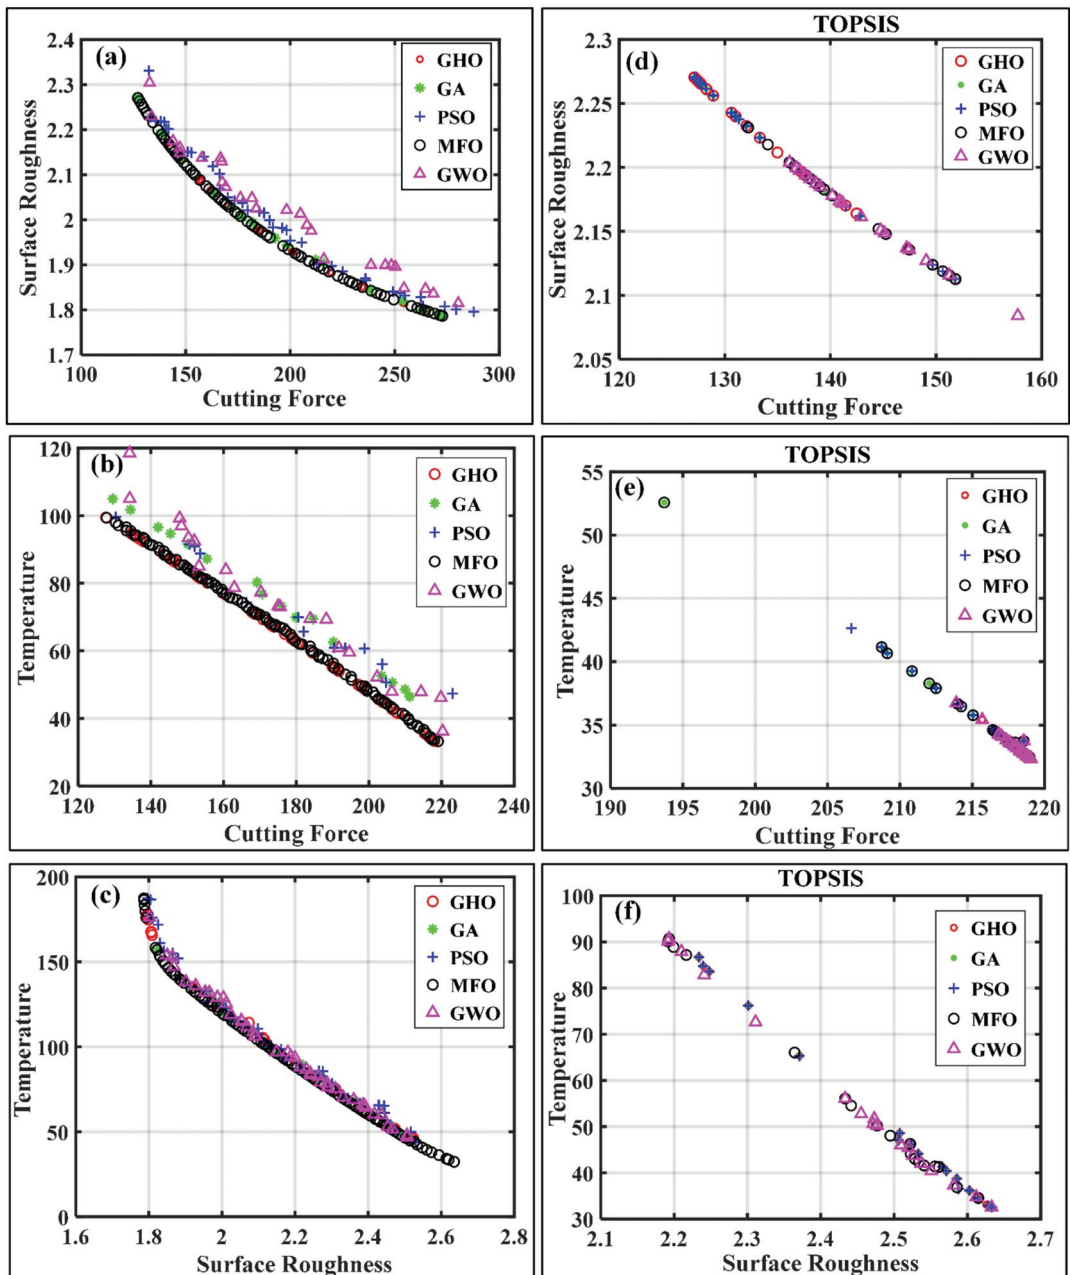 (a)
2.4
2.3
2.2
2.1
2
1.9
1.8
1.7
Surface Roughness
100 150 200 250 300
Cutting Force
GHO
GA
PSO
MFO
GWO
TOPSIS
(d)
2.3
2.25
2.2
2.15
2.1
2.05
Surface Roughness
120 130 140 150 160
Cutting Force
GHO
GA
PSO
MFO
GWO
(b)
120
100
80
60
40
20
Temperature
120 140 160 180 200 220 240
Cutting Force
GHO
GA
PSO
MFO
GWO
TOPSIS
(e)
55
50
45
40
35
30
Temperature
190 195 200 205 210 215 220
Cutting Force
GHO
GA
PSO
MFO
GWO
(c)
200
150
100
50
0
Temperature
1.6 1.8 2 2.2 2.4 2.6 2.8
Surface Roughness
GHO
GA
PSO
MFO
GWO
TOPSIS
(f)
100
90
80
70
60
50
40
30
Temperature
2.1 2.2 2.3 2.4 2.5 2.6 2.7
Surface Roughness
GHO
GA
PSO
MFO
GWO